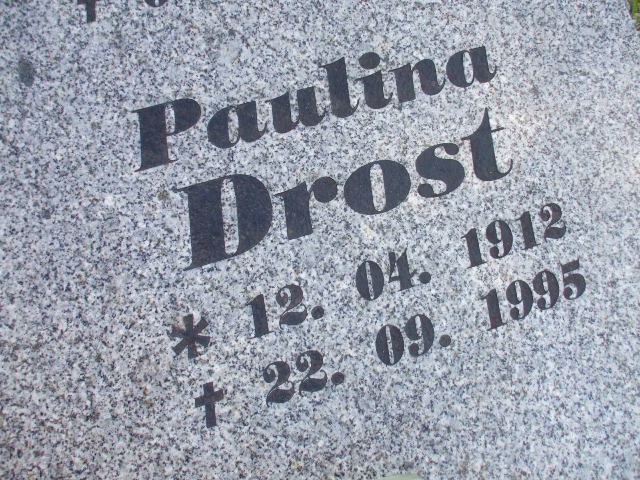 Paulina
Drost
* 12. 04. 1912
† 22. 09. 1995